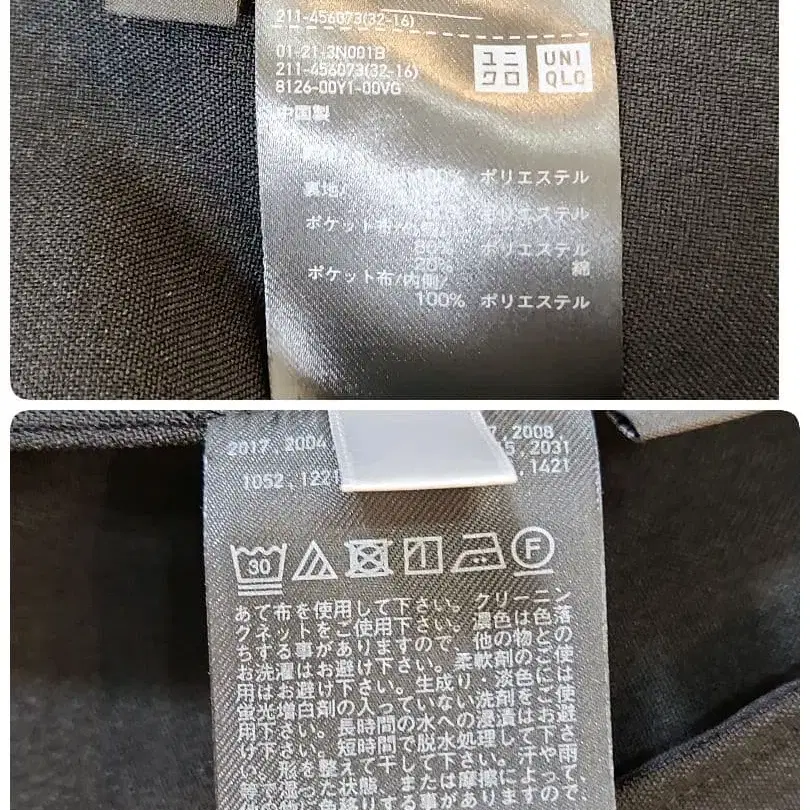 211-456073(32-16)
01-21-3N001B
211-456073(32-16)
8126-00Y1-00VG
ユニ
クロ
UNI
QLO
中国製
100% ポリエステル
裏地/
ポリエステル
ポケット布/
80% ポリエステル
20% 綿
ポケット布/内側/
100% ポリエステル
2017, 2004
2008,
2031
1052, 1221
, 1421
30
F
あて布を使用して下さい。クリーニン
グネットをご使用下さい。濃色は色落
ちする事がありますので、他の物との
お洗濯はお避け下さい。柔軟剤のご使
用はお避け下さい。生成り・淡色には
蛍光増白剤の入っていない洗剤をご使
用下さい。長時間の水への浸漬はお避
け下さい。短時間で脱水処理して下さ
い。形を整えて干して下さい。汗や雨
等で湿った状態、または摩擦によって、
他の物に色移りする事がありますので、